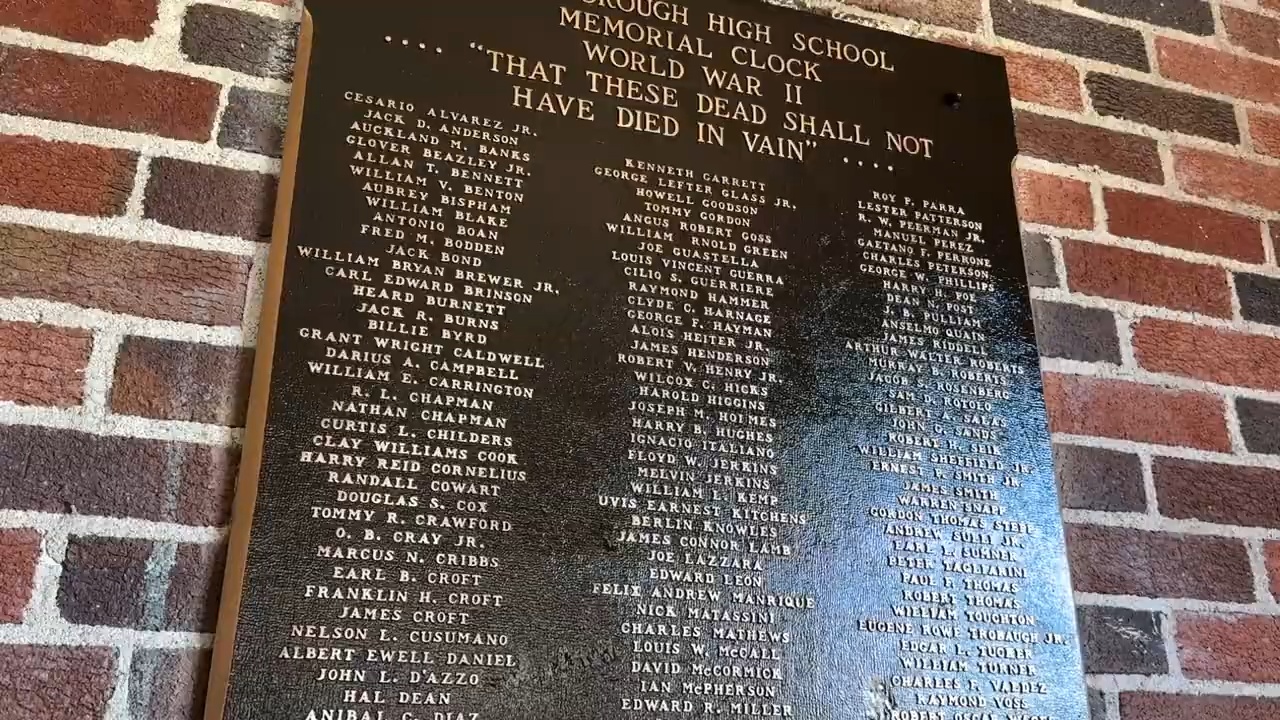 HIGH SCHOOL
MEMORIAL CLOCK
WORLD WAR II
.... "THAT THESE DEAD SHALL NOT
HAVE DIED IN VAIN" ....
CESARIO ALVAREZ JR.
JACK D. ANDERSON
AUCKLAND M. BANKS
GLOVER BEAZLEY JR.
ALLAN T. BENNETT
WILLIAM V. BENTON
AUBREY BISPHAM
WILLIAM BLAKE
ANTONIO BOAN
FRED M. BODDEN
JACK BOND
WILLIAM BRYAN BREWER JR.
CARL EDWARD BRINSON
HEARD BURNETT
JACK R. BURNS
BILLIE BYRD
GRANT WRIGHT CALDWELL
DARIUS A. CAMPBELL
WILLIAM E. CARRINGTON
R. L. CHAPMAN
NATHAN CHAPMAN
CURTIS L. CHILDERS
CLAY WILLIAMS COOK
HARRY REID CORNELIUS
RANDALL COWART
DOUGLAS S. COX
TOMMY R. CRAWFORD
O. B. CRAY JR.
MARCUS N. CRIBBS
EARL B. CROFT
FRANKLIN H. CROFT
JAMES CROFT
NELSON L. CUSUMANO
ALBERT EWELL DANIEL
JOHN L. D'AZZO
HAL DEAN
ANIBAL C. DIAZ
KENNETH GARRETT
GEORGE LEFTER GLASS JR.
HOWELL GOODSON
TOMMY GORDON
ANGUS ROBERT GOSS
WILLIAM RNOLD GREEN
JOE GUASTELLA
LOUIS VINCENT GUERRA
CILIO S. GUERRIERE
RAYMOND HAMMER
CLYDE C. HARNAGE
GEORGE F. HAYMAN
ALOIS HEITER JR.
JAMES HENDERSON
ROBERT V. HENRY JR.
WILCOX C. HICKS
HAROLD HIGGINS
JOSEPH M. HOLMES
HARRY B. HUGHES
IGNACIO ITALIANO
FLOYD W. JERKINS
MELVIN JERKINS
WILLIAM L. KEMP
UVIS EARNEST KITCHENS
BERLIN KNOWLES
JAMES CONNOR LAMB
JOE LAZZARA
EDWARD LEON
FELIX ANDREW MANRIQUE
NICK MATASSINI
CHARLES MATHEWS
LOUIS W. McCALL
DAVID McCORMICK
IAN McPHERSON
EDWARD R. MILLER
ROY F. PARRA
LESTER PATTERSON
R. W. PEERMAN JR.
MANUEL PEREZ
GAETANO F. PERRONE
CHARLES PETERSON
GEORGE W. PHILLIPS
HARRY H. POE
DEAN N. POST
J. B. PULLIAM
ANSELMO QUAIN
JAMES RIDDELL
ARTHUR WALTER ROBERTS
MURRAY B. ROBERTS
JACOB S. ROSENBERG
SAM D. ROTOLO
GILBERT A. SALAS
JOHN G. SANDS
ROBERT H. SEIK
WILLIAM SHEFFIELD JR.
ERNEST W. SMITH JR.
JAMES SMITH
WARREN SNAPP
GORDON THOMAS STEEL
ANDREW SULLI JR.
EARL L. SUMNER
PETER TAGLIARINI
PAUL F. THOMAS
ROBERT THOMAS
WILLIAM TOUGHTON
EUGENE ROWE TROBAUGH JR.
EDGAR L. TUCKER
WILLIAM TURNER
CHARLES F. VALDEZ
RAYMOND VOSS
ROBERT OSCAR